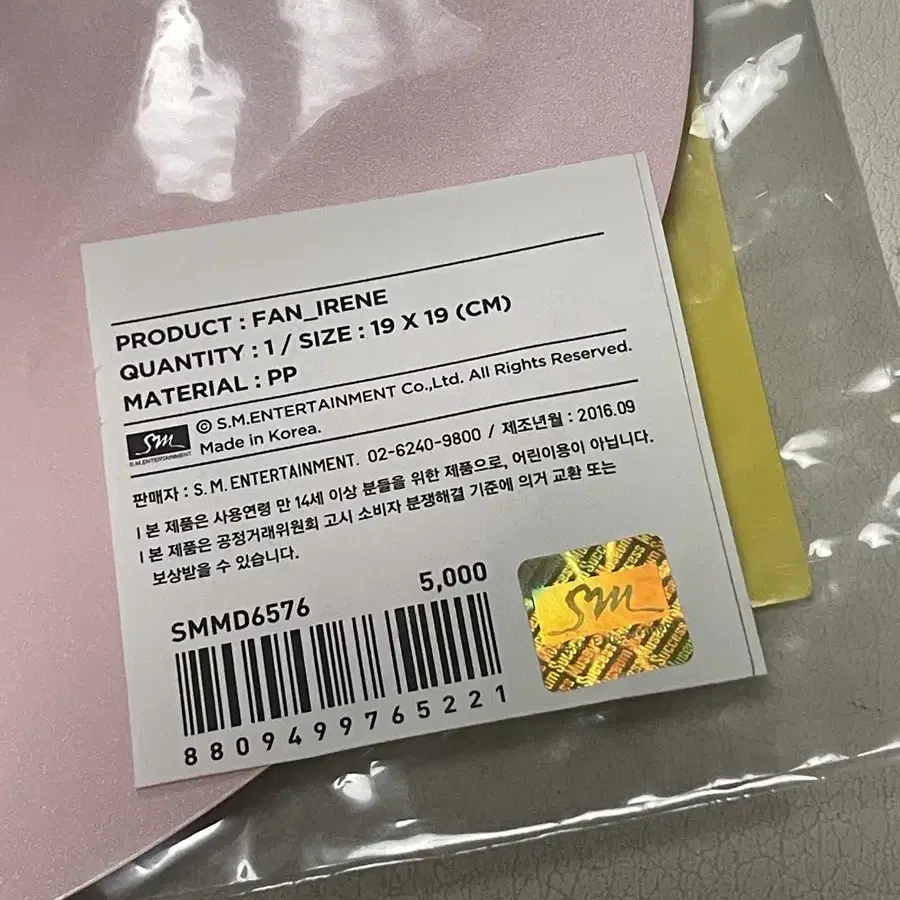 PRODUCT : FAN_IRENE
QUANTITY : 1 / SIZE : 19 X 19 (CM)
MATERIAL : PP
Sm
S.M.ENTERTAINMENT
© S.M.ENTERTAINMENT Co.,Ltd. All Rights Reserved.
Made in Korea.
판매자 : S. M. ENTERTAINMENT. 02-6240-9800 / 제조년월 : 2016.09
l 본 제품은 사용연령 만 14세 이상 분들을 위한 제품으로, 어린이용이 아닙니다.
l 본 제품은 공정거래위원회 고시 소비자 분쟁해결 기준에 의거 교환 또는
보상받을 수 있습니다.
SMMD6576
5,000
8809499765221
Sm
Success
Museum